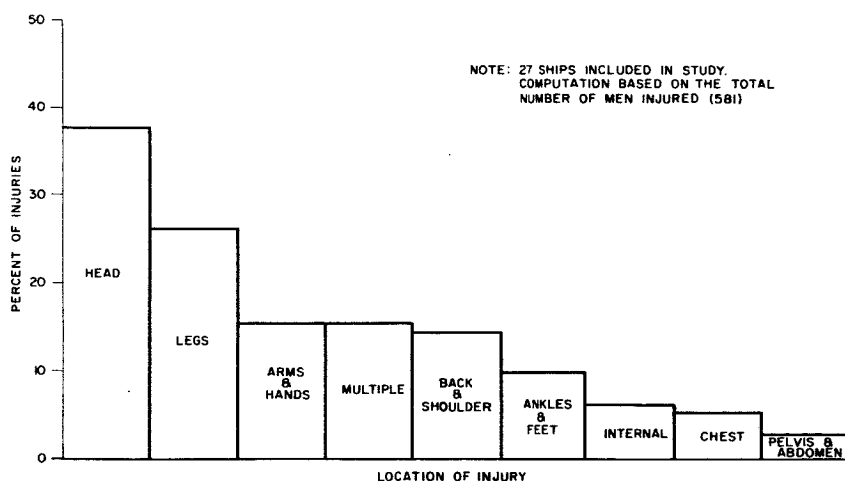 50
NOTE: 27 SHIPS INCLUDED IN STUDY.
COMPUTATION BASED ON THE TOTAL
NUMBER OF MEN INJURED (581)
40
30
20
10
0
PERCENT OF INJURIES
HEAD
LEGS
ARMS
&
HANDS
MULTIPLE
BACK
&
SHOULDER
ANKLES
&
FEET
INTERNAL
CHEST
PELVIS &
ABDOMEN
LOCATION OF INJURY